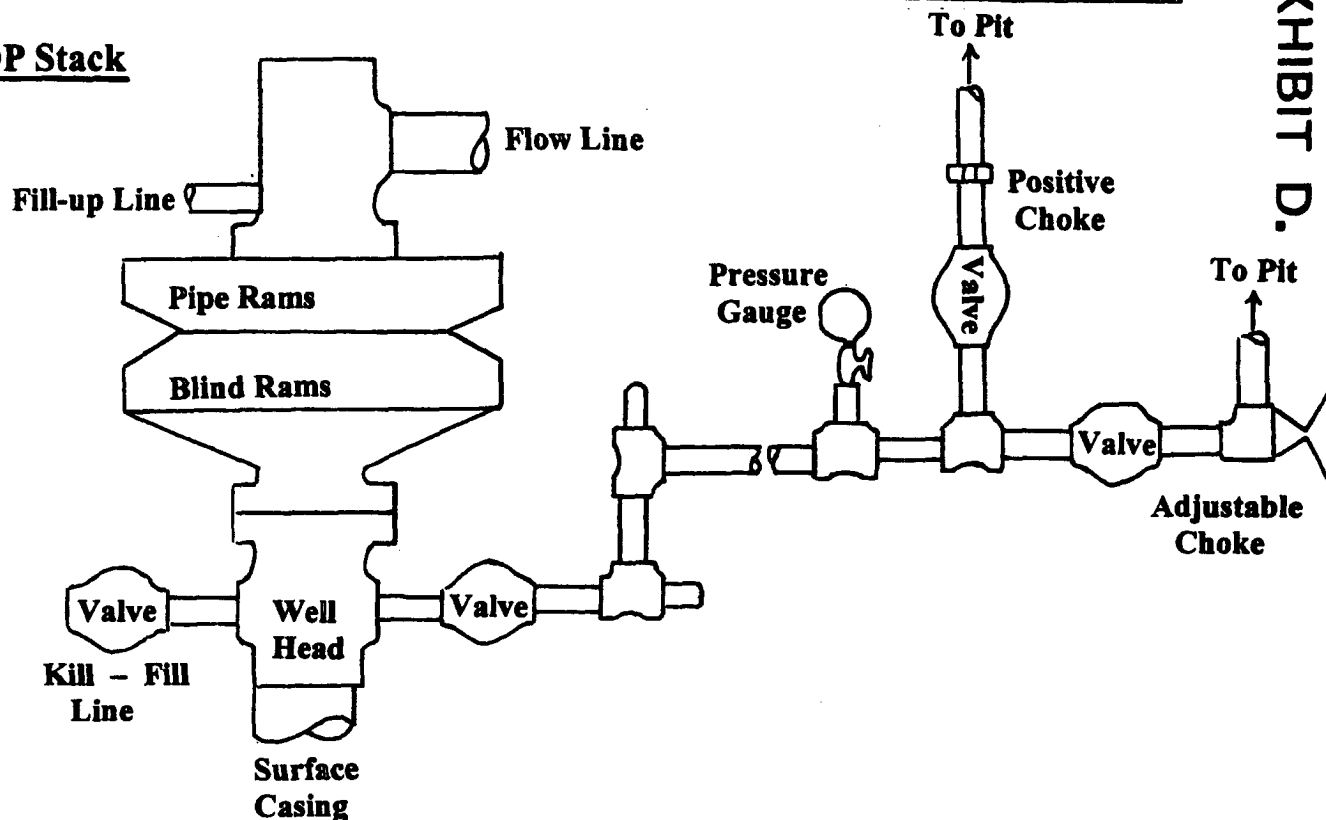 To Pit
Stack
Flow Line
Fill-up Line
Positive
Choke
D.
To Pit
Pressure
Gauge
Valve
Pipe Rams
Blind Rams
Valve
Adjustable
Choke
Valve
Well
Head
Valve
Kill – Fill
Line
Surface
Casing